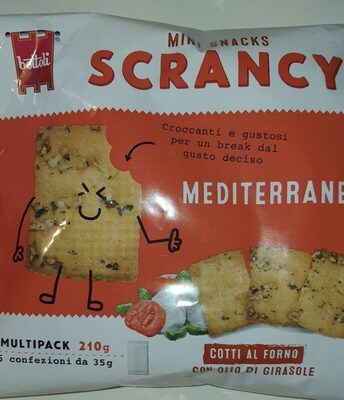 bottoli
®
MINI SNACKS
SCRANCY
Croccanti e gustosi
per un break dal
gusto deciso
MEDITERRANE
MULTIPACK 210g
6 confezioni da 35g
COTTI AL FORNO
CON OLIO DI GIRASOLE